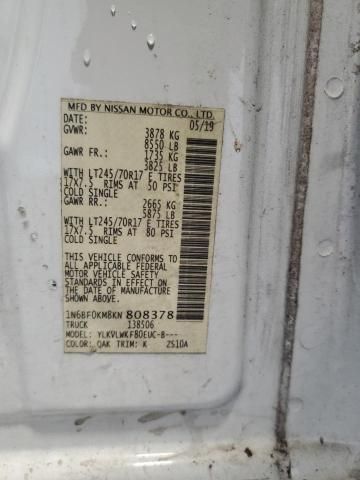 MFD BY NISSAN MOTOR CO., LTD.
DATE: 05/19
GVWR: 3878 KG
8550 LB
GAWR FR.: 1735 KG
3825 LB
WITH LT245/70R17 E TIRES
17X7.5 RIMS AT 50 PSI
COLD SINGLE
GAWR RR.: 2665 KG
5875 LB
WITH LT245/70R17 E TIRES
17X7.5 RIMS AT 80 PSI
COLD SINGLE
THIS VEHICLE CONFORMS TO
ALL APPLICABLE FEDERAL
MOTOR VEHICLE SAFETY
STANDARDS IN EFFECT ON
THE DATE OF MANUFACTURE
SHOWN ABOVE.
1N6BF0KM8KN 808378
TRUCK 138506
MODEL: YLKVLWKF80EUC-B---
COLOR: QAK TRIM: K ZS10A